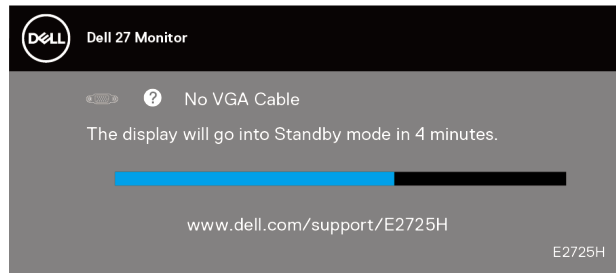 DELL Dell 27 Monitor
? No VGA Cable
The display will go into Standby mode in 4 minutes.
www.dell.com/support/E2725H
E2725H